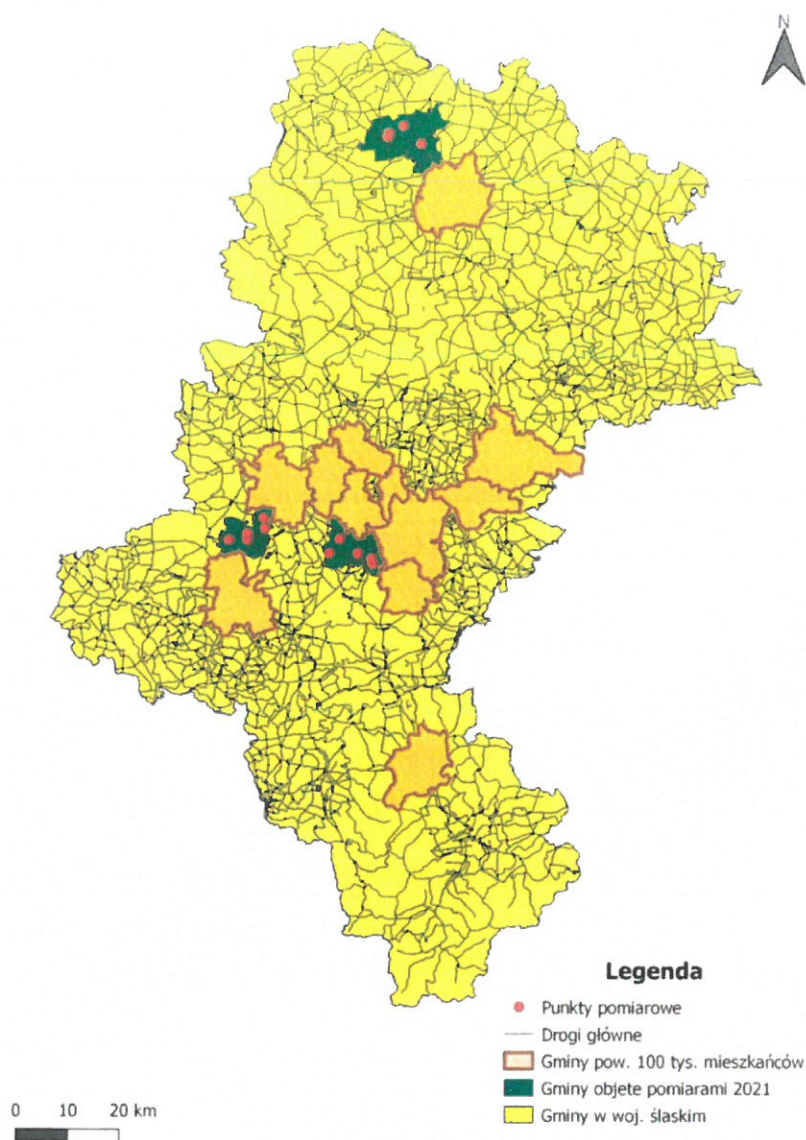 N
Legenda
Punkty pomiarowe
Drogi główne
Gminy pow. 100 tys. mieszkańców
Gminy objete pomiarami 2021
Gminy w woj. śląskim
0 10 20 km